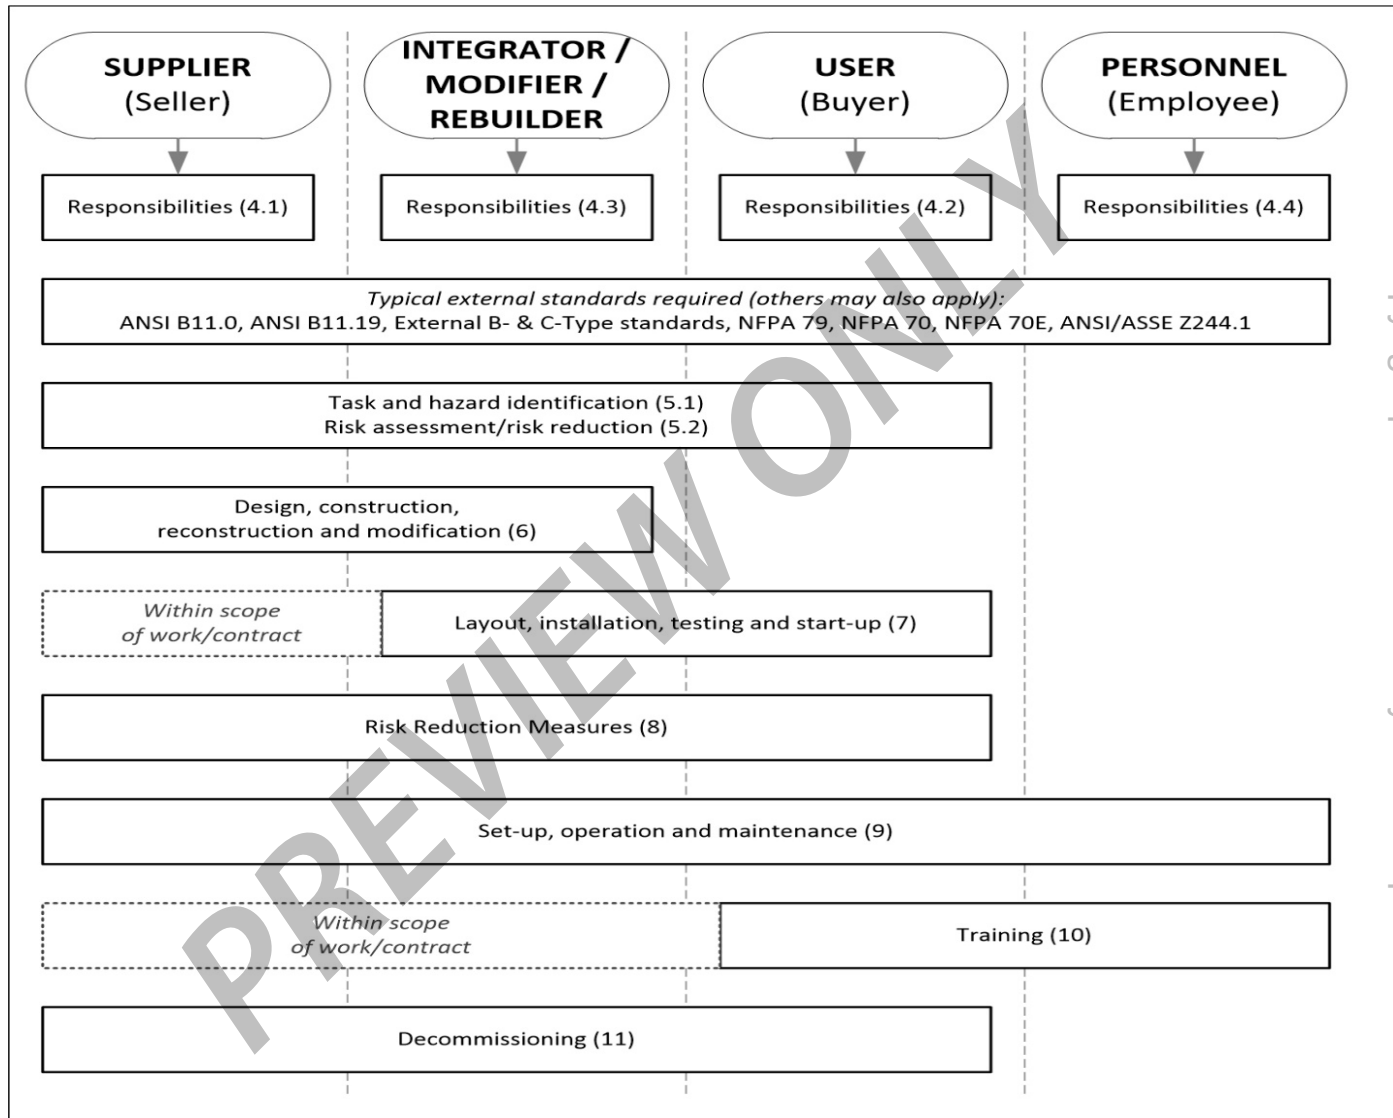 SUPPLIER
(Seller)
INTEGRATOR /
MODIFIER /
REBUILDER
USER
(Buyer)
PERSONNEL
(Employee)
Responsibilities (4.1)
Responsibilities (4.3)
Responsibilities (4.2)
Responsibilities (4.4)
Typical external standards required (others may also apply):
ANSI B11.0, ANSI B11.19, External B- & C-Type standards, NFPA 79, NFPA 70, NFPA 70E, ANSI/ASSE Z244.1
Task and hazard identification (5.1)
Risk assessment/risk reduction (5.2)
Design, construction,
reconstruction and modification (6)
Within scope
of work/contract
Layout, installation, testing and start-up (7)
Risk Reduction Measures (8)
Set-up, operation and maintenance (9)
Within scope
of work/contract
Training (10)
Decommissioning (11)
PREVIEW ONLY